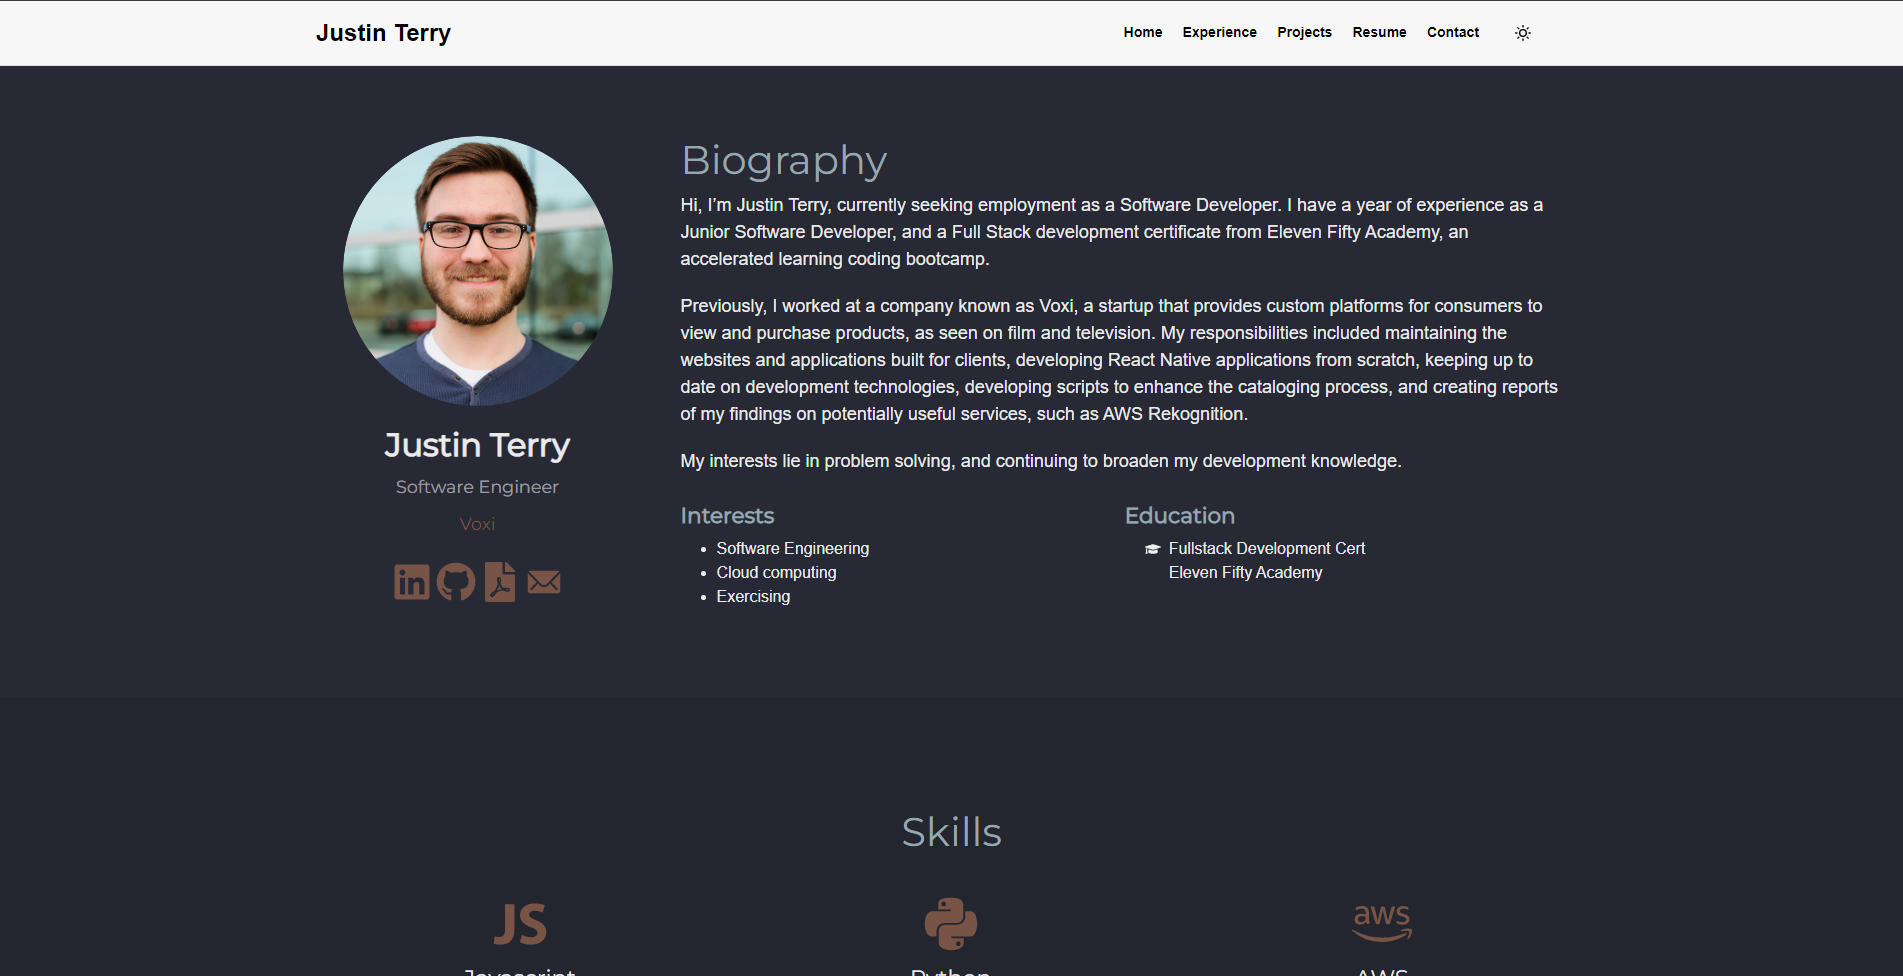 Justin Terry
Home Experience Projects Resume Contact
Biography
Hi, I’m Justin Terry, currently seeking employment as a Software Developer. I have a year of experience as a
Junior Software Developer, and a Full Stack development certificate from Eleven Fifty Academy, an
accelerated learning coding bootcamp.
Previously, I worked at a company known as Voxi, a startup that provides custom platforms for consumers to
view and purchase products, as seen on film and television. My responsibilities included maintaining the
websites and applications built for clients, developing React Native applications from scratch, keeping up to
date on development technologies, developing scripts to enhance the cataloging process, and creating reports
of my findings on potentially useful services, such as AWS Rekognition.
My interests lie in problem solving, and continuing to broaden my development knowledge.
Justin Terry
Software Engineer
Voxi
in
Interests
Software Engineering
Cloud computing
Exercising
Education
Fullstack Development Cert
Eleven Fifty Academy
Skills
JS
aws
Javascript
Python
AWS